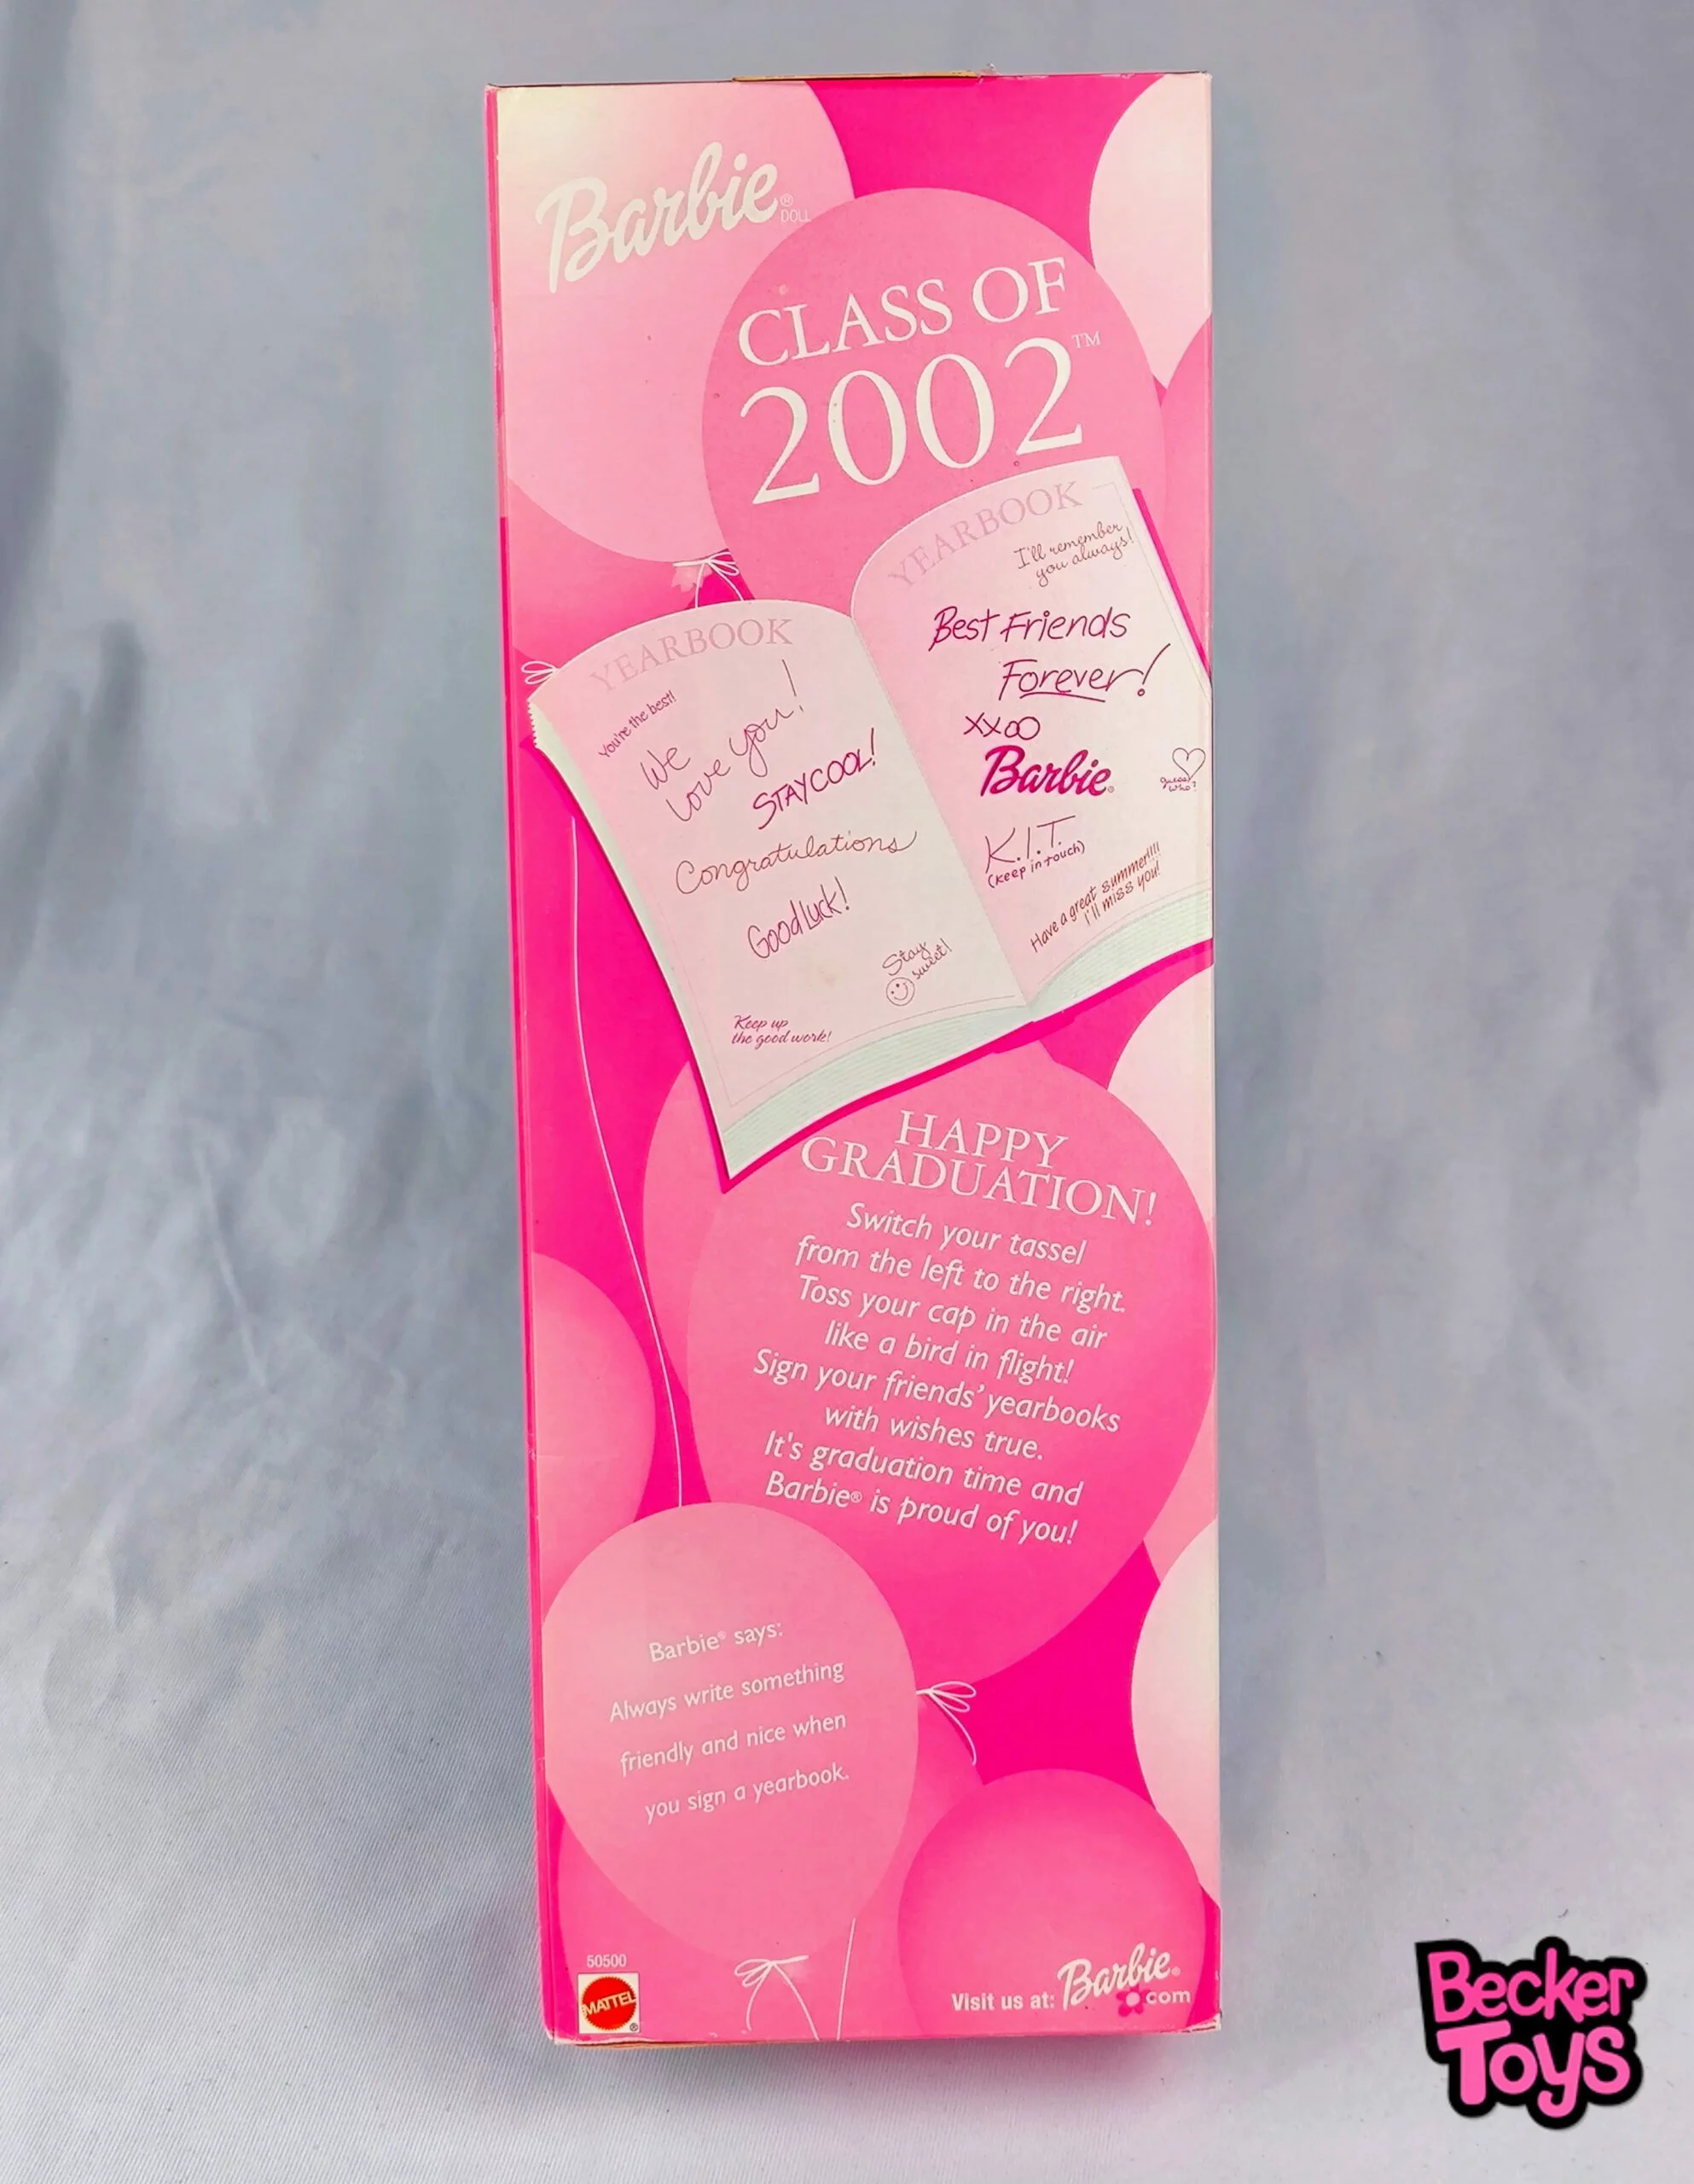 Barbie® DOLL
CLASS OF
2002™
YEARBOOK
You're the best!
We
Love you!
STAY COOL!
Congratulations
Good luck!
Stay
sweet!
Keep up
the good work!
YEARBOOK
I'll remember
you always!
Best Friends
Forever!
XXOO
Barbie®
guess
who?
K.I.T.
(keep in touch)
Have a great summer!!!!
I'll miss you!
HAPPY
GRADUATION!
Switch your tassel
from the left to the right.
Toss your cap in the air
like a bird in flight!
Sign your friends' yearbooks
with wishes true.
It's graduation time and
Barbie® is proud of you!
Barbie® says:
Always write something
friendly and nice when
you sign a yearbook.
50500
MATTEL®
Visit us at: Barbie®
com
Becker
Toys